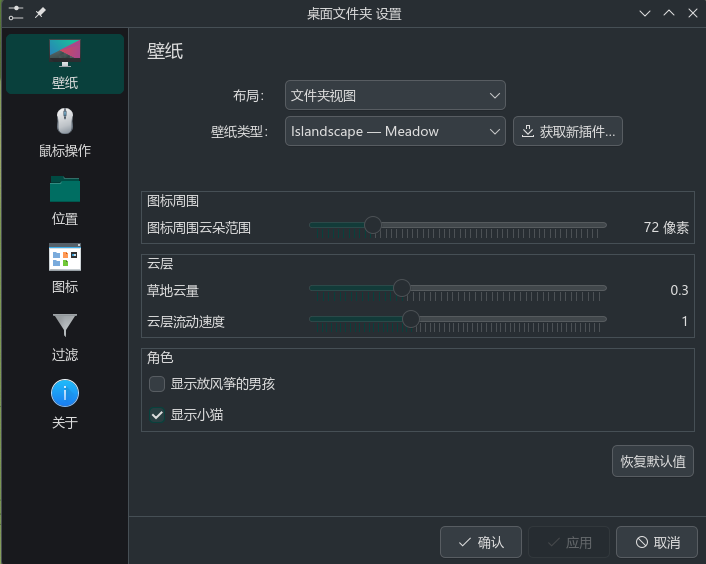 桌面文件夹 设置
壁纸
鼠标操作
位置
图标
过滤
关于
壁纸
布局：
文件夹视图
壁纸类型：
Islandscape — Meadow
获取新插件...
图标周围
图标周围云朵范围
72 像素
云层
草地云量
0.3
云层流动速度
1
角色
显示放风筝的男孩
显示小猫
恢复默认值
确认
应用
取消